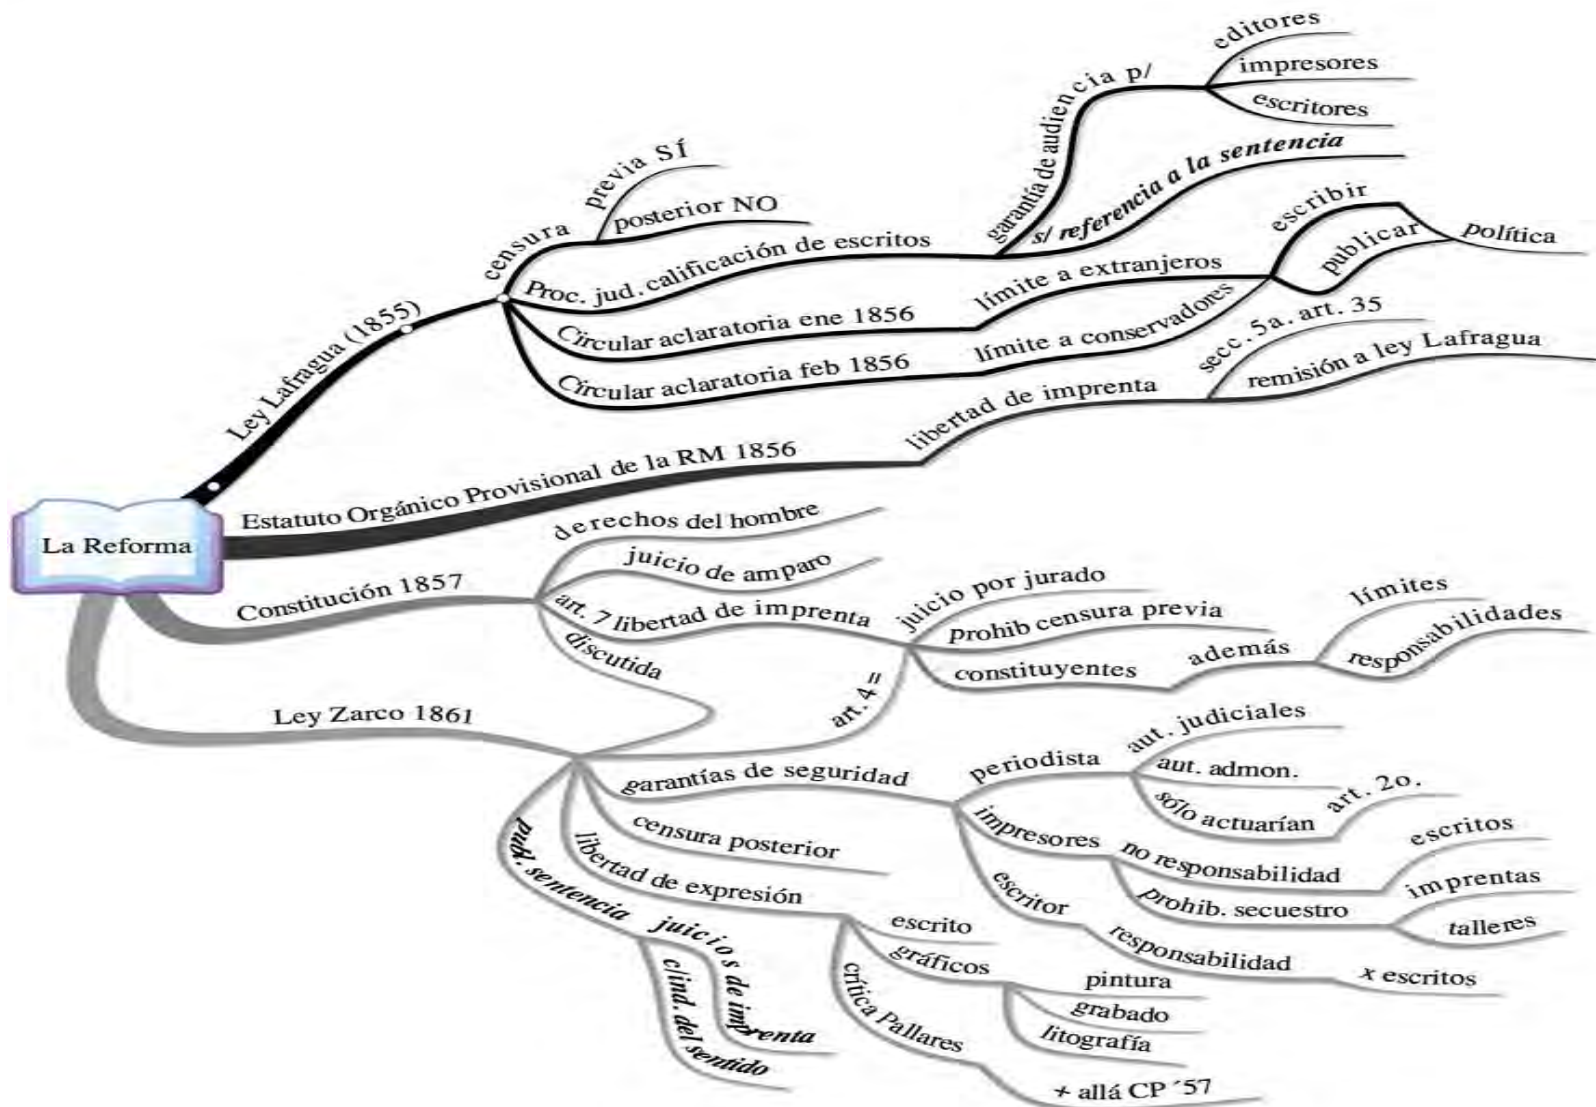 La Reforma
Ley Lafragua (1855)
censura
previa SÍ
posterior NO
Proc. jud. calificación de escritos
garantía de audiencia p/
editores
impresores
escritores
s/ referencia a la sentencia
Circular aclaratoria ene 1856
límite a extranjeros
Circular aclaratoria feb 1856
límite a conservadores
escribir
publicar
política
Estatuto Orgánico Provisional de la RM 1856
libertad de imprenta
secc. 5a. art. 35
remisión a ley Lafragua
Constitución 1857
derechos del hombre
juicio de amparo
art. 7 libertad de imprenta
juicio por jurado
prohib censura previa
constituyentes
además
límites
responsabilidades
discutida
art. 4 =
Ley Zarco 1861
garantías de seguridad
periodista
aut. judiciales
aut. admon.
sólo actuarían
art. 2o.
impresores
no responsabilidad
escritos
prohib. secuestro
imprentas
talleres
escritor
responsabilidad
x escritos
censura posterior
libertad de expresión
escrito
gráficos
pintura
grabado
litografía
crítica Pallares
+ allá CP ´57
publ. sentencia
juicios de imprenta
c/ind. del sentido